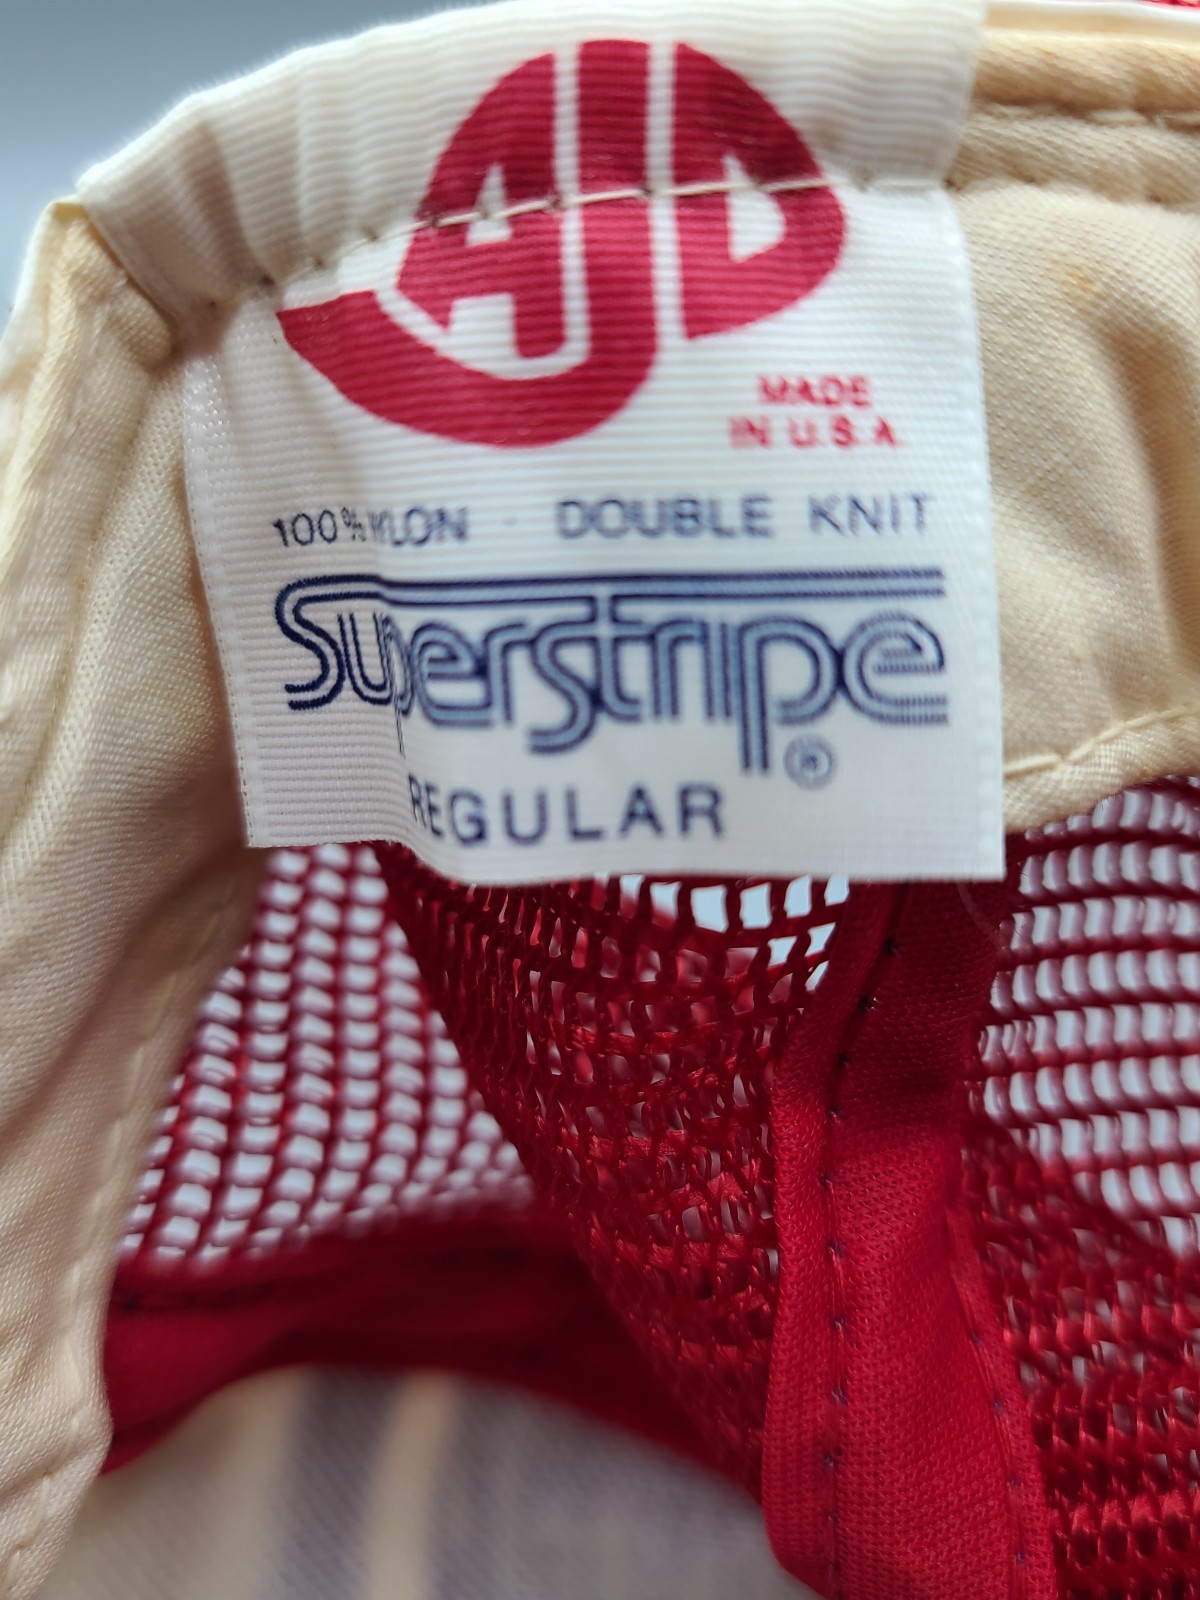 AJD
MADE
IN U.S.A.
100% NYLON - DOUBLE KNIT
Superstripe®
REGULAR